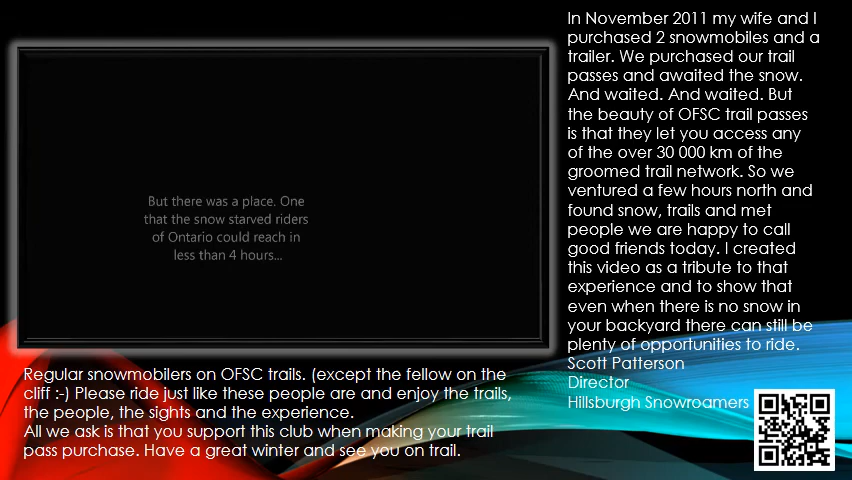 In November 2011 my wife and I
purchased 2 snowmobiles and a
trailer. We purchased our trail
passes and awaited the snow.
And waited. And waited. But
the beauty of OFSC trail passes
is that they let you access any
of the over 30 000 km of the
groomed trail network. So we
ventured a few hours north and
found snow, trails and met
people we are happy to call
good friends today. I created
this video as a tribute to that
experience and to show that
even when there is no snow in
your backyard there can still be
plenty of opportunities to ride.
Scott Patterson
Director
Hillsburgh Snowroamers
But there was a place. One
that the snow starved riders
of Ontario could reach in
less than 4 hours...
Regular snowmobilers on OFSC trails. (except the fellow on the
cliff :-) Please ride just like these people are and enjoy the trails,
the people, the sights and the experience.
All we ask is that you support this club when making your trail
pass purchase. Have a great winter and see you on trail.